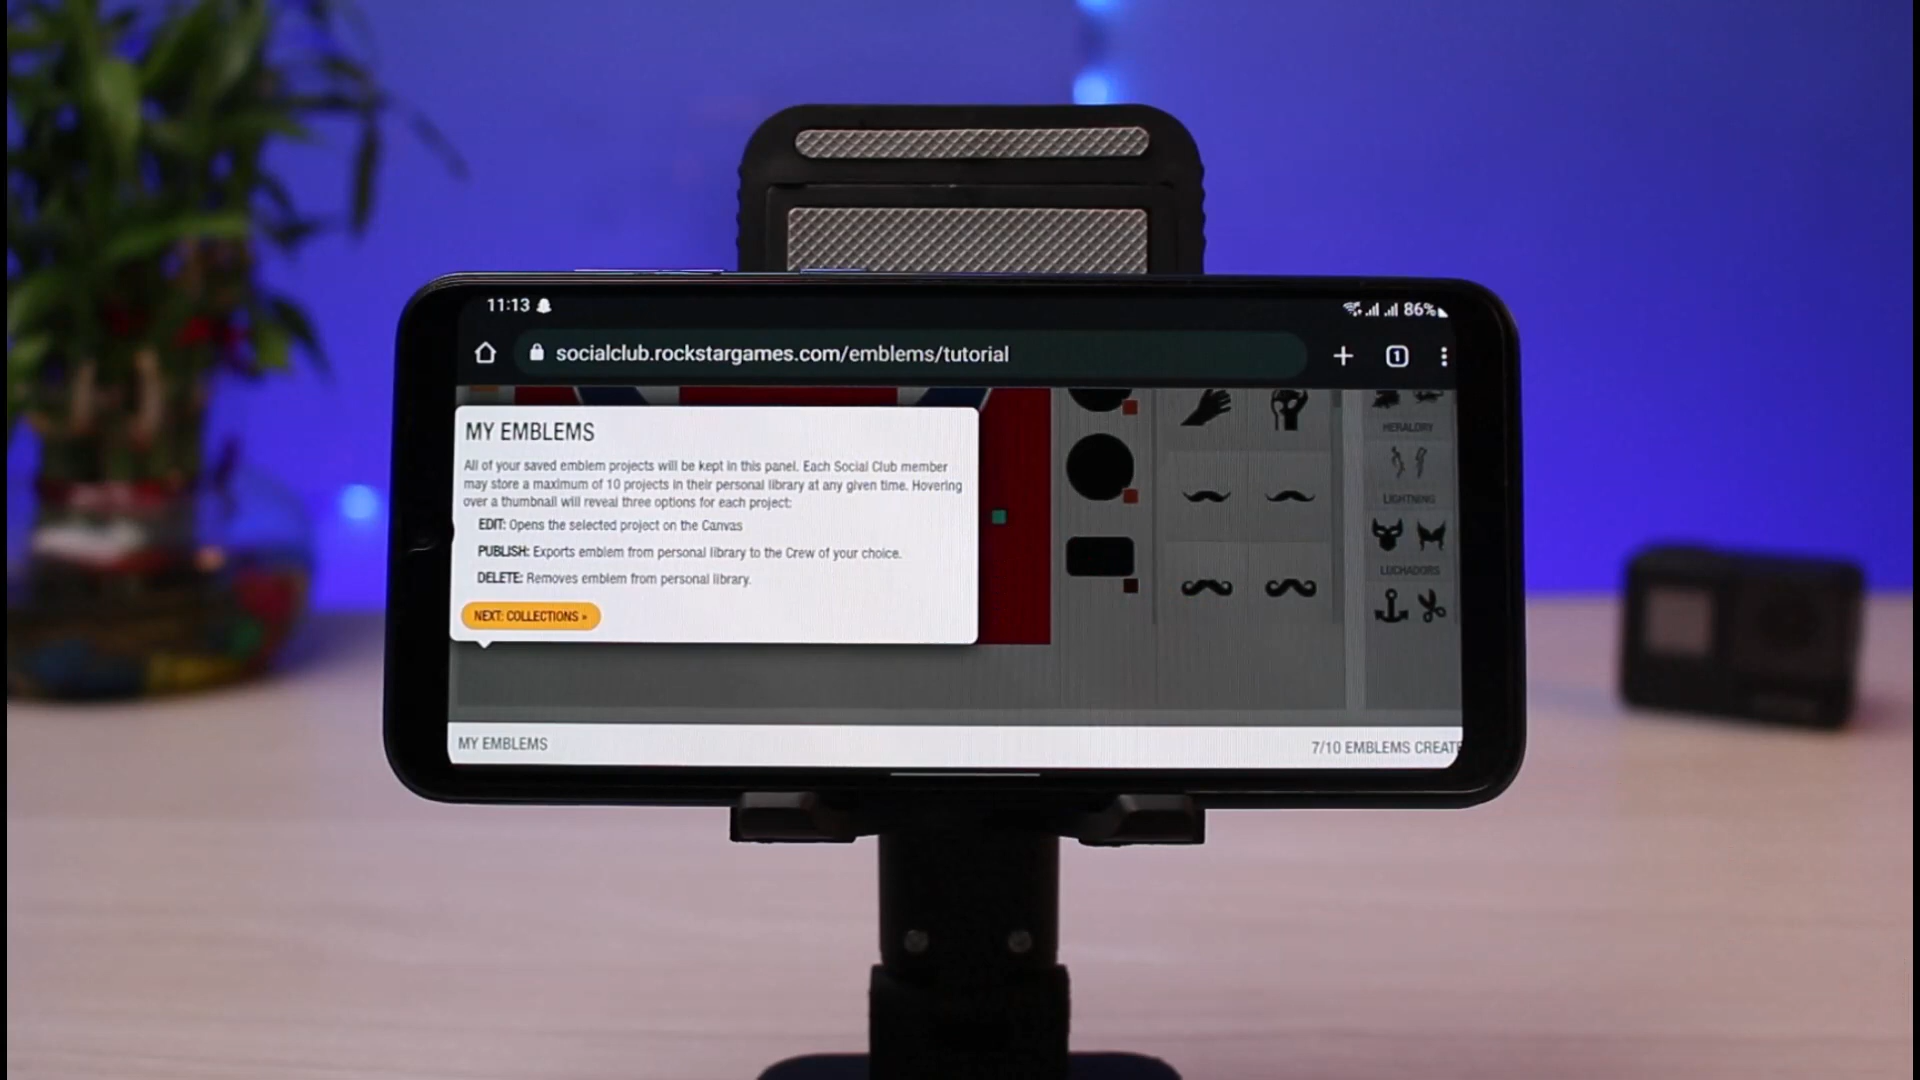 11:13
86%
socialclub.rockstargames.com/emblems/tutorial
1
MY EMBLEMS
All of your saved emblem projects will be kept in this panel. Each Social Club member
may store a maximum of 10 projects in their personal library at any given time. Hovering
over a thumbnail will reveal three options for each project:
EDIT: Opens the selected project on the Canvas
PUBLISH: Exports emblem from personal library to the Crew of your choice.
DELETE: Removes emblem from personal library.
NEXT: COLLECTIONS »
HERALDRY
LIGHTNING
LUCHADORS
MY EMBLEMS
7/10 EMBLEMS CREATE